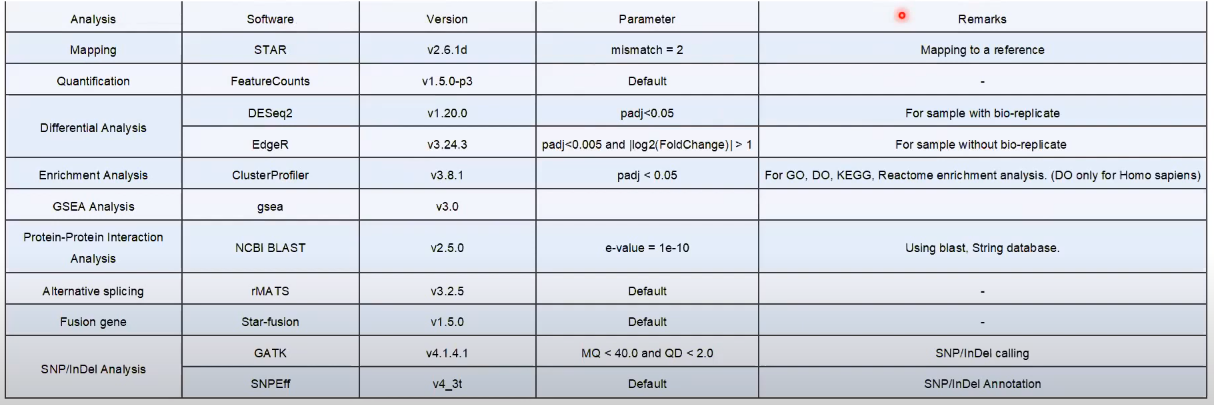 Analysis Software Version Parameter Remarks
Mapping STAR v2.6.1d mismatch = 2 Mapping to a reference
Quantification FeatureCounts v1.5.0-p3 Default -
Differential Analysis DESeq2 v1.20.0 padj<0.05 For sample with bio-replicate
EdgeR v3.24.3 padj<0.005 and |log2(FoldChange)| > 1 For sample without bio-replicate
Enrichment Analysis ClusterProfiler v3.8.1 padj < 0.05 For GO, DO, KEGG, Reactome enrichment analysis. (DO only for Homo sapiens)
GSEA Analysis gsea v3.0
Protein-Protein Interaction
Analysis NCBI BLAST v2.5.0 e-value = 1e-10 Using blast, String database.
Alternative splicing rMATS v3.2.5 Default -
Fusion gene Star-fusion v1.5.0 Default -
SNP/InDel Analysis GATK v4.1.4.1 MQ < 40.0 and QD < 2.0 SNP/InDel calling
SNPEff v4_3t Default SNP/InDel Annotation